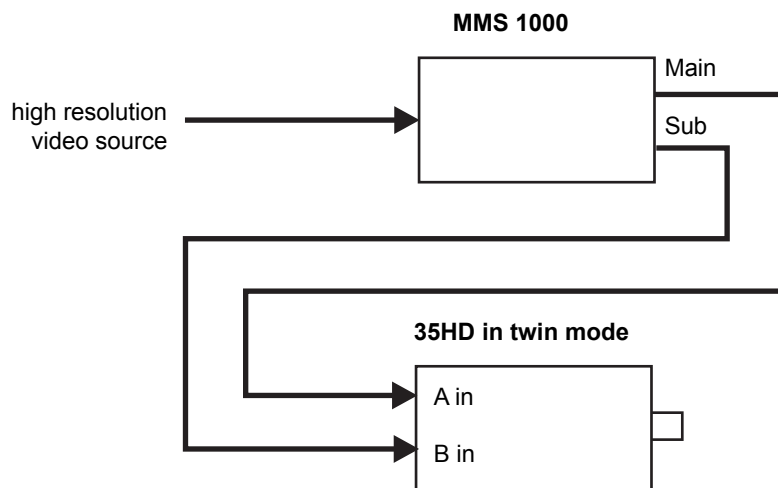 MMS 1000
Main
high resolution
video source
Sub
35HD in twin mode
A in
B in